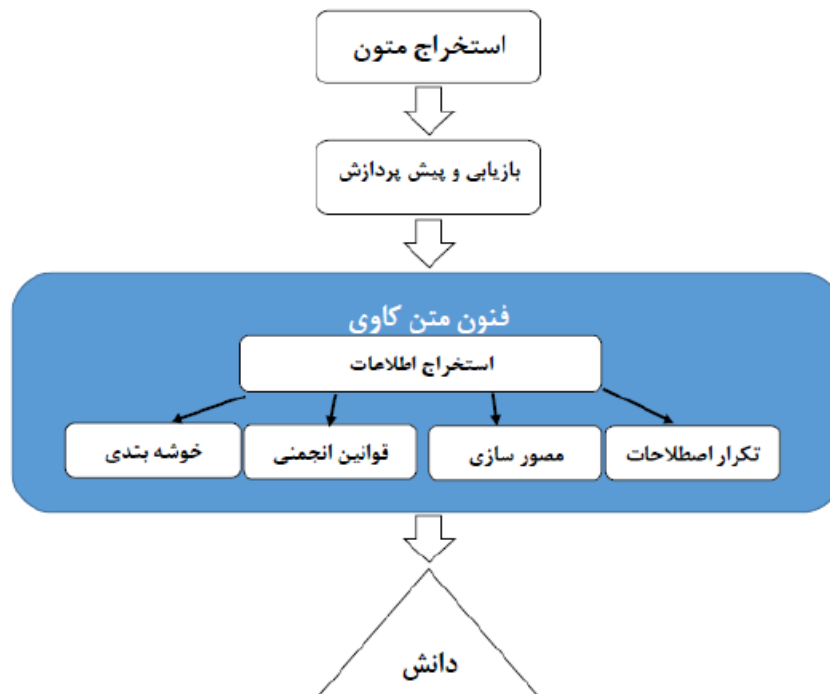 استخراج متون
بازیابی و پیش پردازش
فنون متن کاوی
استخراج اطلاعات
تکرار اصطلاحات
مصور سازی
قوانین انجمنی
خوشه بندی
دانش